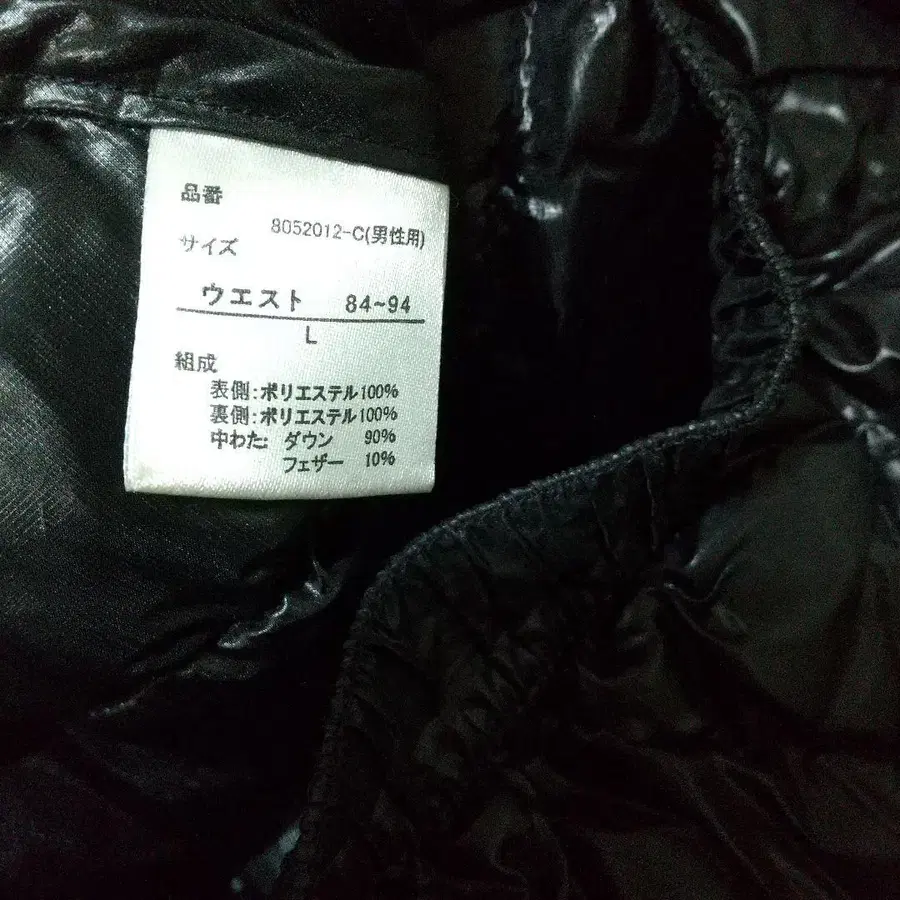 品番
8052012-C(男性用)
サイズ
ウエスト 84~94
L
組成
表側:ポリエステル100%
裏側:ポリエステル100%
中わた: ダウン 90%
フェザー 10%